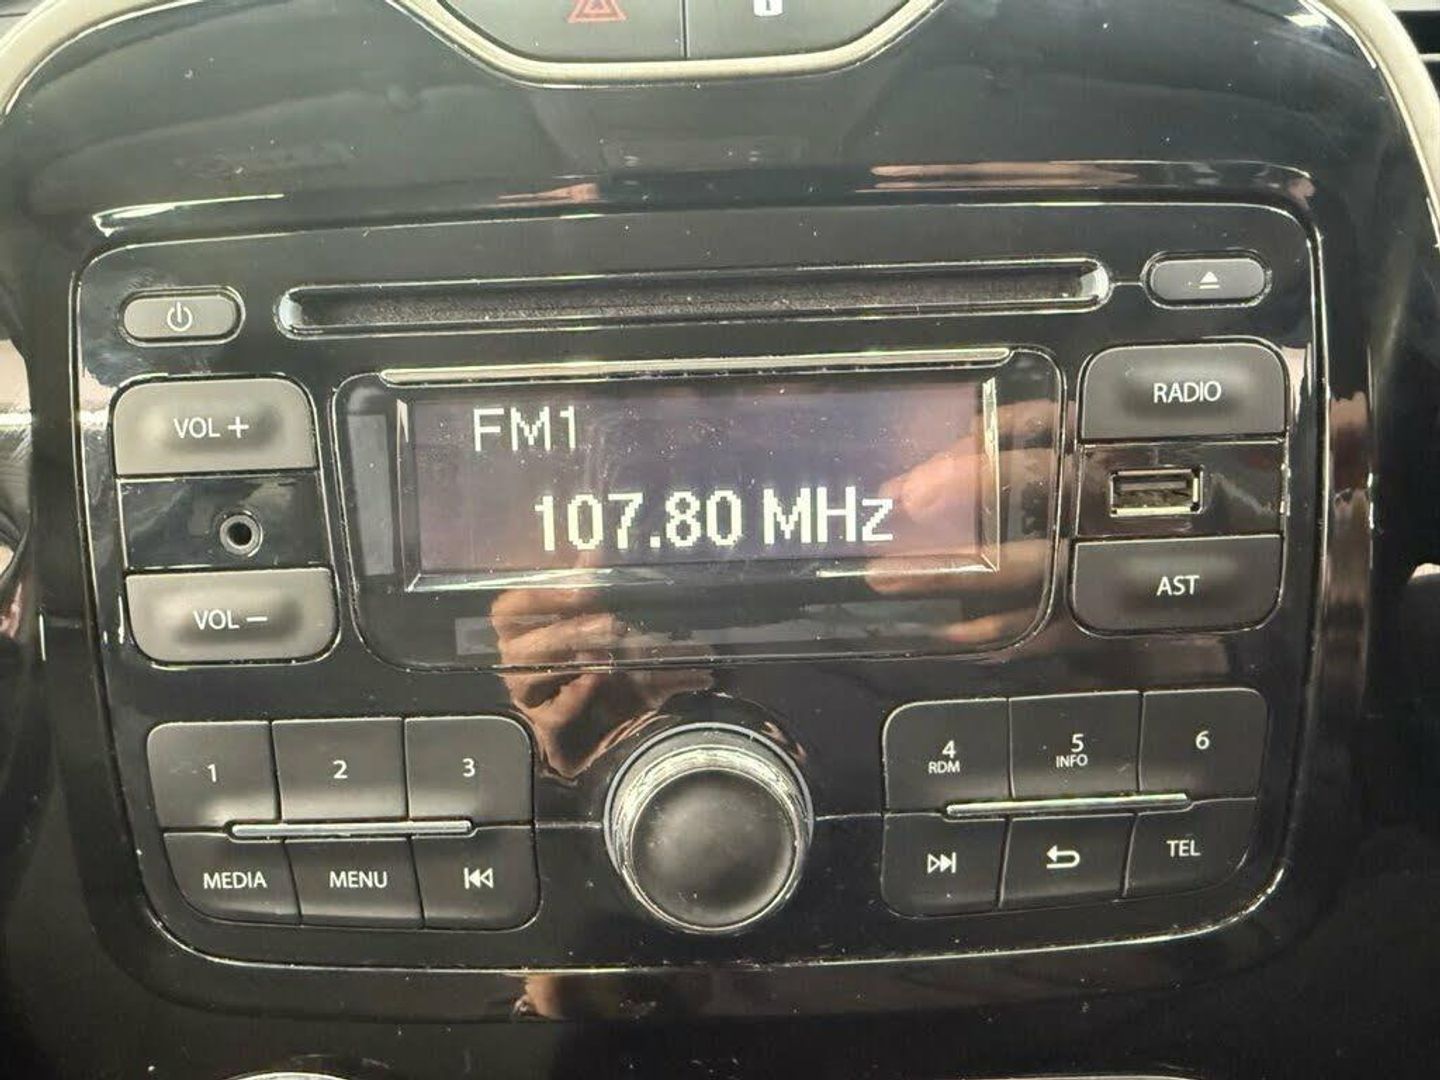 6
VOL +
FM1
RADIO
107.80 MHz
VOL −
AST
1
2
3
4
RDM
5
INFO
6
MEDIA
MENU
TEL